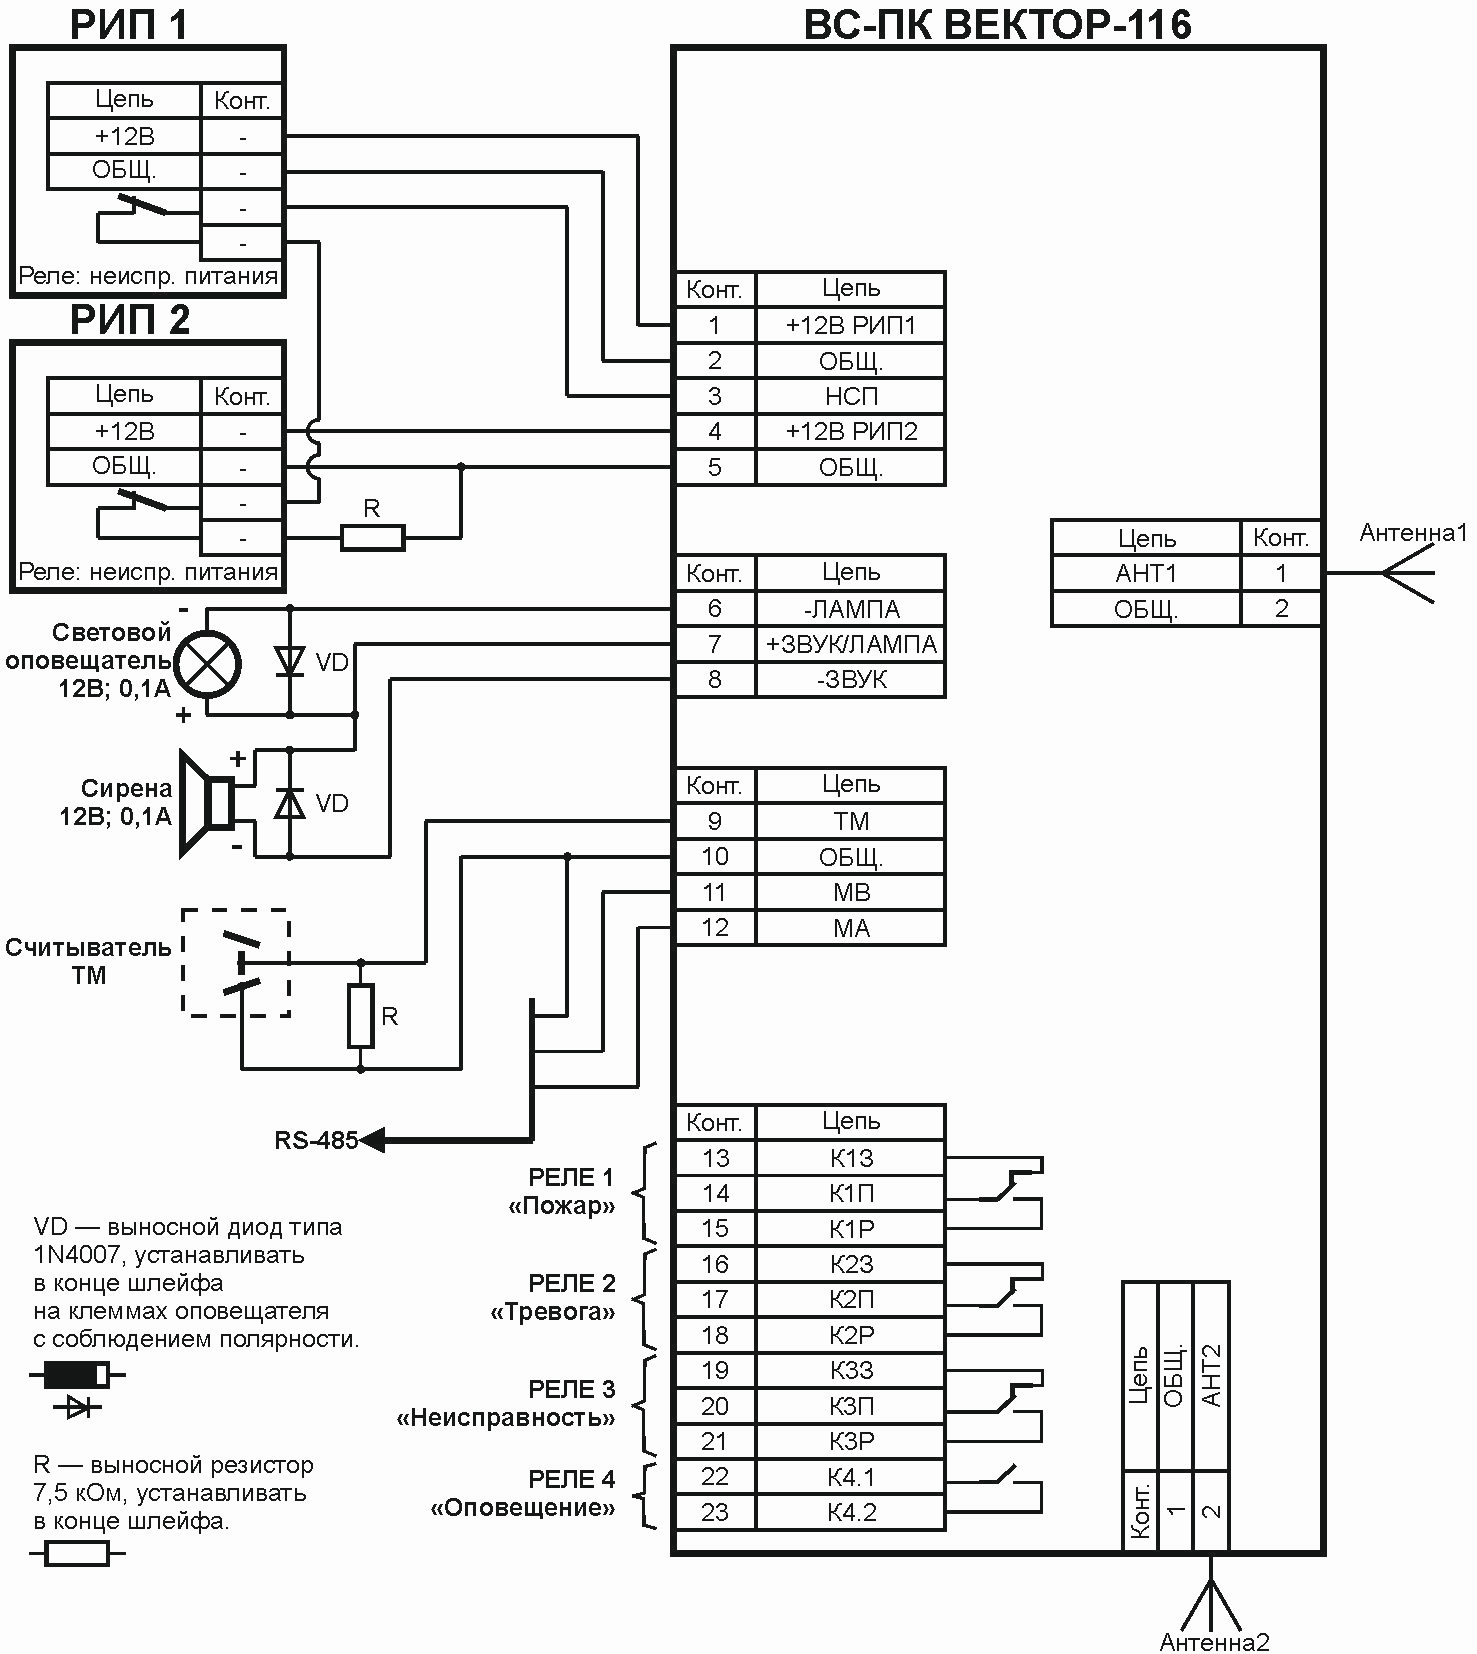 РИП 1
ВС-ПК ВЕКТОР-116
Цепь Конт.
+12В -
ОБЩ. -
-
-
Реле: неиспр. питания
РИП 2
Цепь Конт.
+12В -
ОБЩ. -
-
-
Реле: неиспр. питания
R
Конт. Цепь
1 +12В РИП1
2 ОБЩ.
3 НСП
4 +12В РИП2
5 ОБЩ.
Конт. Цепь
6 -ЛАМПА
7 +ЗВУК/ЛАМПА
8 -ЗВУК
Цепь Конт.
АНТ1 1
ОБЩ. 2
Антенна1
-
Световой
оповещатель
12В; 0,1А
+
VD
+
Сирена
12В; 0,1А
-
VD
Конт. Цепь
9 ТМ
10 ОБЩ.
11 МВ
12 МА
Считыватель
ТМ
R
RS-485
Конт. Цепь
13 К1З
14 К1П
15 К1Р
16 К2З
17 К2П
18 К2Р
19 К3З
20 К3П
21 К3Р
22 К4.1
23 К4.2
РЕЛЕ 1
«Пожар»
РЕЛЕ 2
«Тревога»
РЕЛЕ 3
«Неисправность»
РЕЛЕ 4
«Оповещение»
VD — выносной диод типа
1N4007, устанавливать
в конце шлейфа
на клеммах оповещателя
с соблюдением полярности.
R — выносной резистор
7,5 кОм, устанавливать
в конце шлейфа.
Конт. Цепь
1 ОБЩ.
2 АНТ2
Антенна2